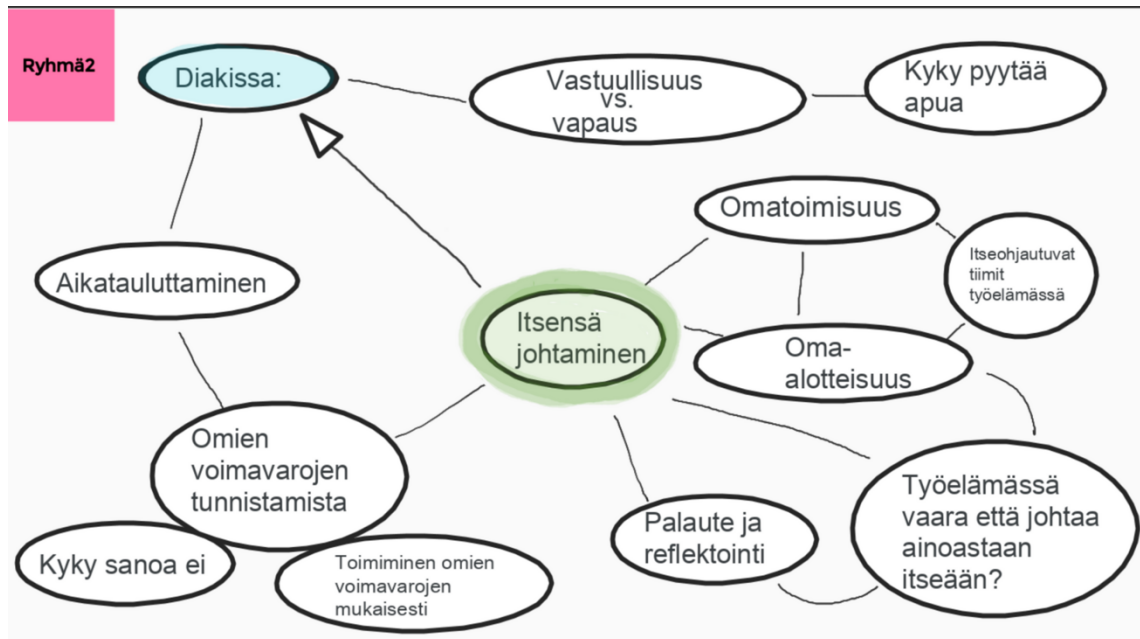 Ryhmä2
Diakissa:
Vastuullisuus
vs.
vapaus
Kyky pyytää
apua
Omatoimisuus
Itseohjautuvat
tiimit
työelämässä
Aikatauluttaminen
Itsensä
johtaminen
Oma-
alotteisuus
Omien
voimavarojen
tunnistamista
Kyky sanoa ei
Toimiminen omien
voimavarojen
mukaisesti
Palaute ja
reflektointi
Työelämässä
vaara että johtaa
ainoastaan
itseään?